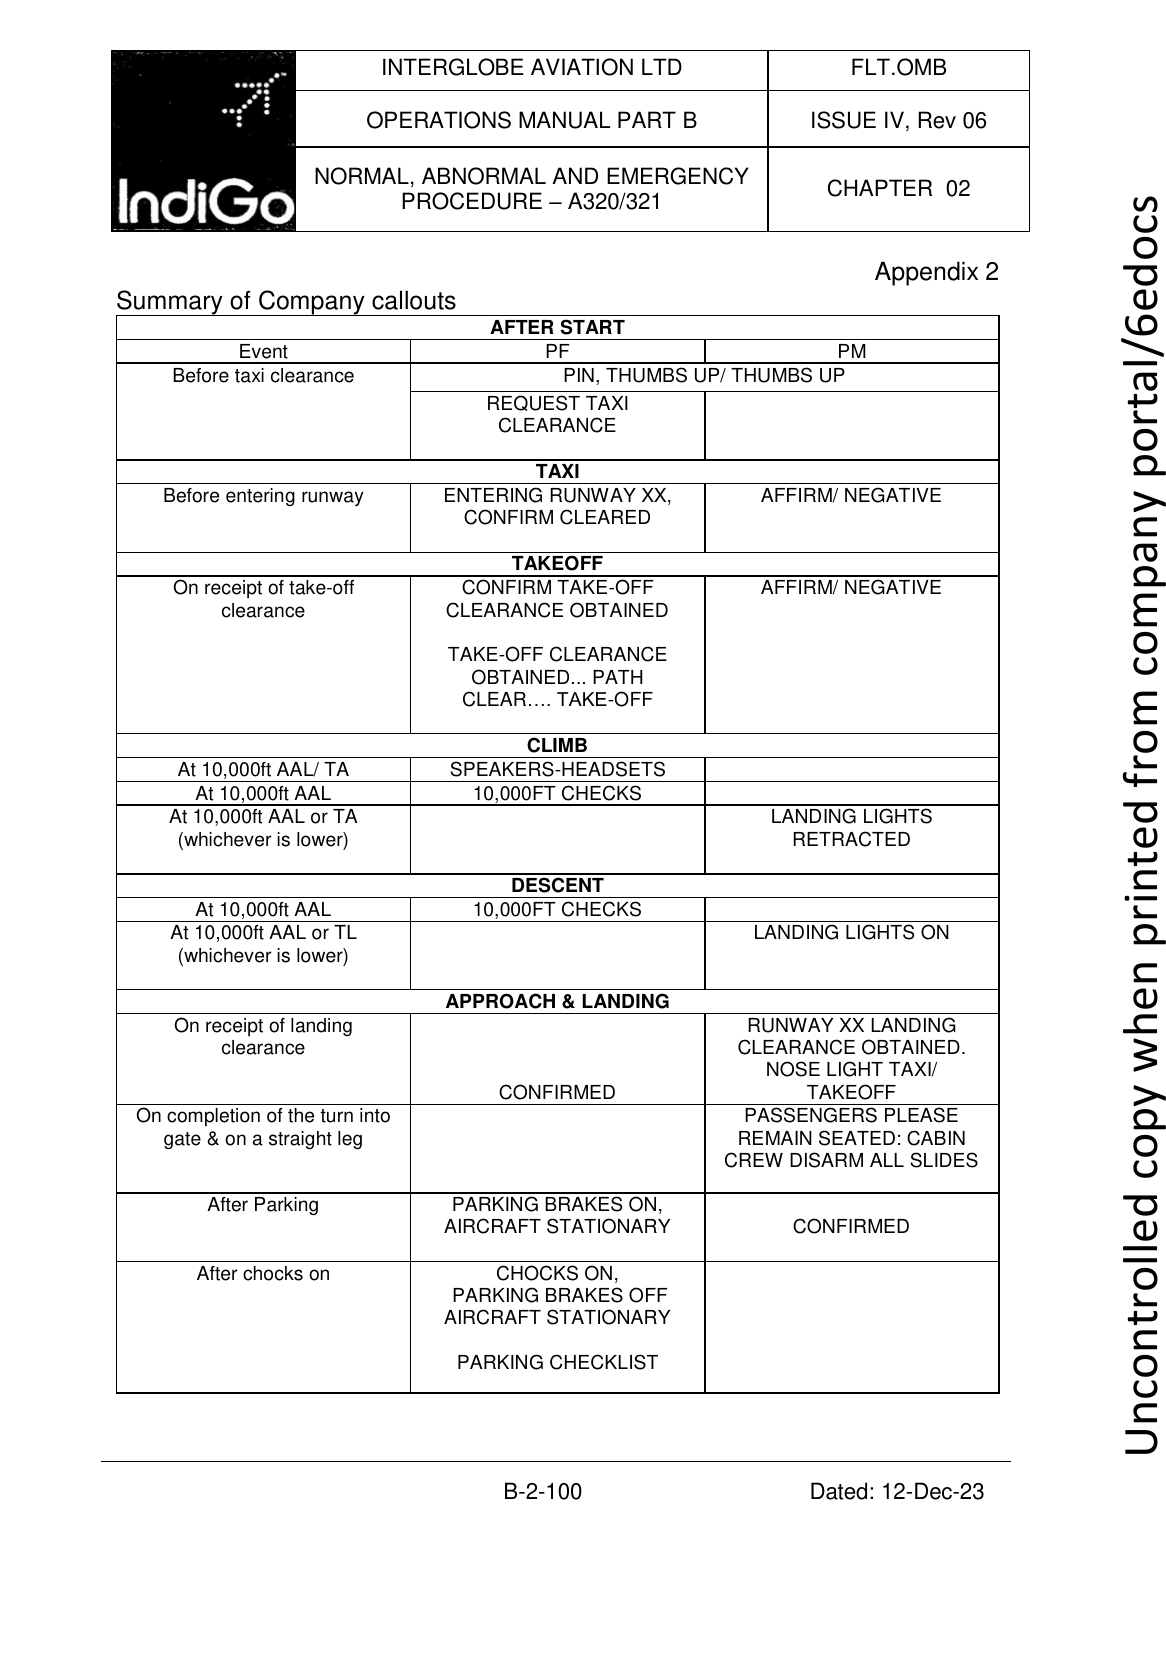 INTERGLOBE AVIATION LTD
FLT.OMB
OPERATIONS MANUAL PART B
ISSUE IV, Rev 06
IndiGo
NORMAL, ABNORMAL AND EMERGENCY
PROCEDURE – A320/321
CHAPTER 02
Appendix 2
Summary of Company callouts
AFTER START
Event
PF
PM
Before taxi clearance
PIN, THUMBS UP/ THUMBS UP
REQUEST TAXI
CLEARANCE
TAXI
Before entering runway
ENTERING RUNWAY XX,
CONFIRM CLEARED
AFFIRM/ NEGATIVE
TAKEOFF
On receipt of take-off
clearance
CONFIRM TAKE-OFF
CLEARANCE OBTAINED
TAKE-OFF CLEARANCE
OBTAINED... PATH
CLEAR…. TAKE-OFF
AFFIRM/ NEGATIVE
CLIMB
At 10,000ft AAL/ TA
SPEAKERS-HEADSETS
At 10,000ft AAL
10,000FT CHECKS
At 10,000ft AAL or TA
(whichever is lower)
LANDING LIGHTS
RETRACTED
DESCENT
At 10,000ft AAL
10,000FT CHECKS
At 10,000ft AAL or TL
(whichever is lower)
LANDING LIGHTS ON
APPROACH & LANDING
On receipt of landing
clearance
CONFIRMED
RUNWAY XX LANDING
CLEARANCE OBTAINED.
NOSE LIGHT TAXI/
TAKEOFF
On completion of the turn into
gate & on a straight leg
PASSENGERS PLEASE
REMAIN SEATED: CABIN
CREW DISARM ALL SLIDES
After Parking
PARKING BRAKES ON,
AIRCRAFT STATIONARY
CONFIRMED
After chocks on
CHOCKS ON,
PARKING BRAKES OFF
AIRCRAFT STATIONARY
PARKING CHECKLIST
B-2-100
Dated: 12-Dec-23
Uncontrolled copy when printed from company portal/6edocs